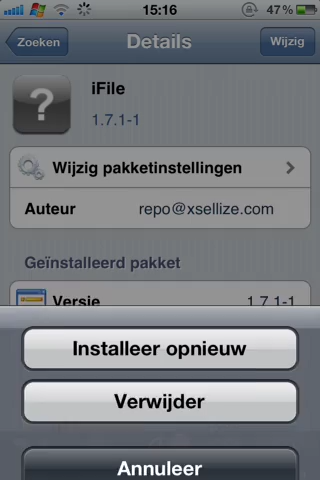 15:16
47%
Zoeken
Details
Wijzig
?
iFile
1.7.1-1
Wijzig pakketinstellingen
Auteur repo@xsellize.com
Geïnstalleerd pakket
Versie 1.7.1-1
Installeer opnieuw
Verwijder
Annuleer